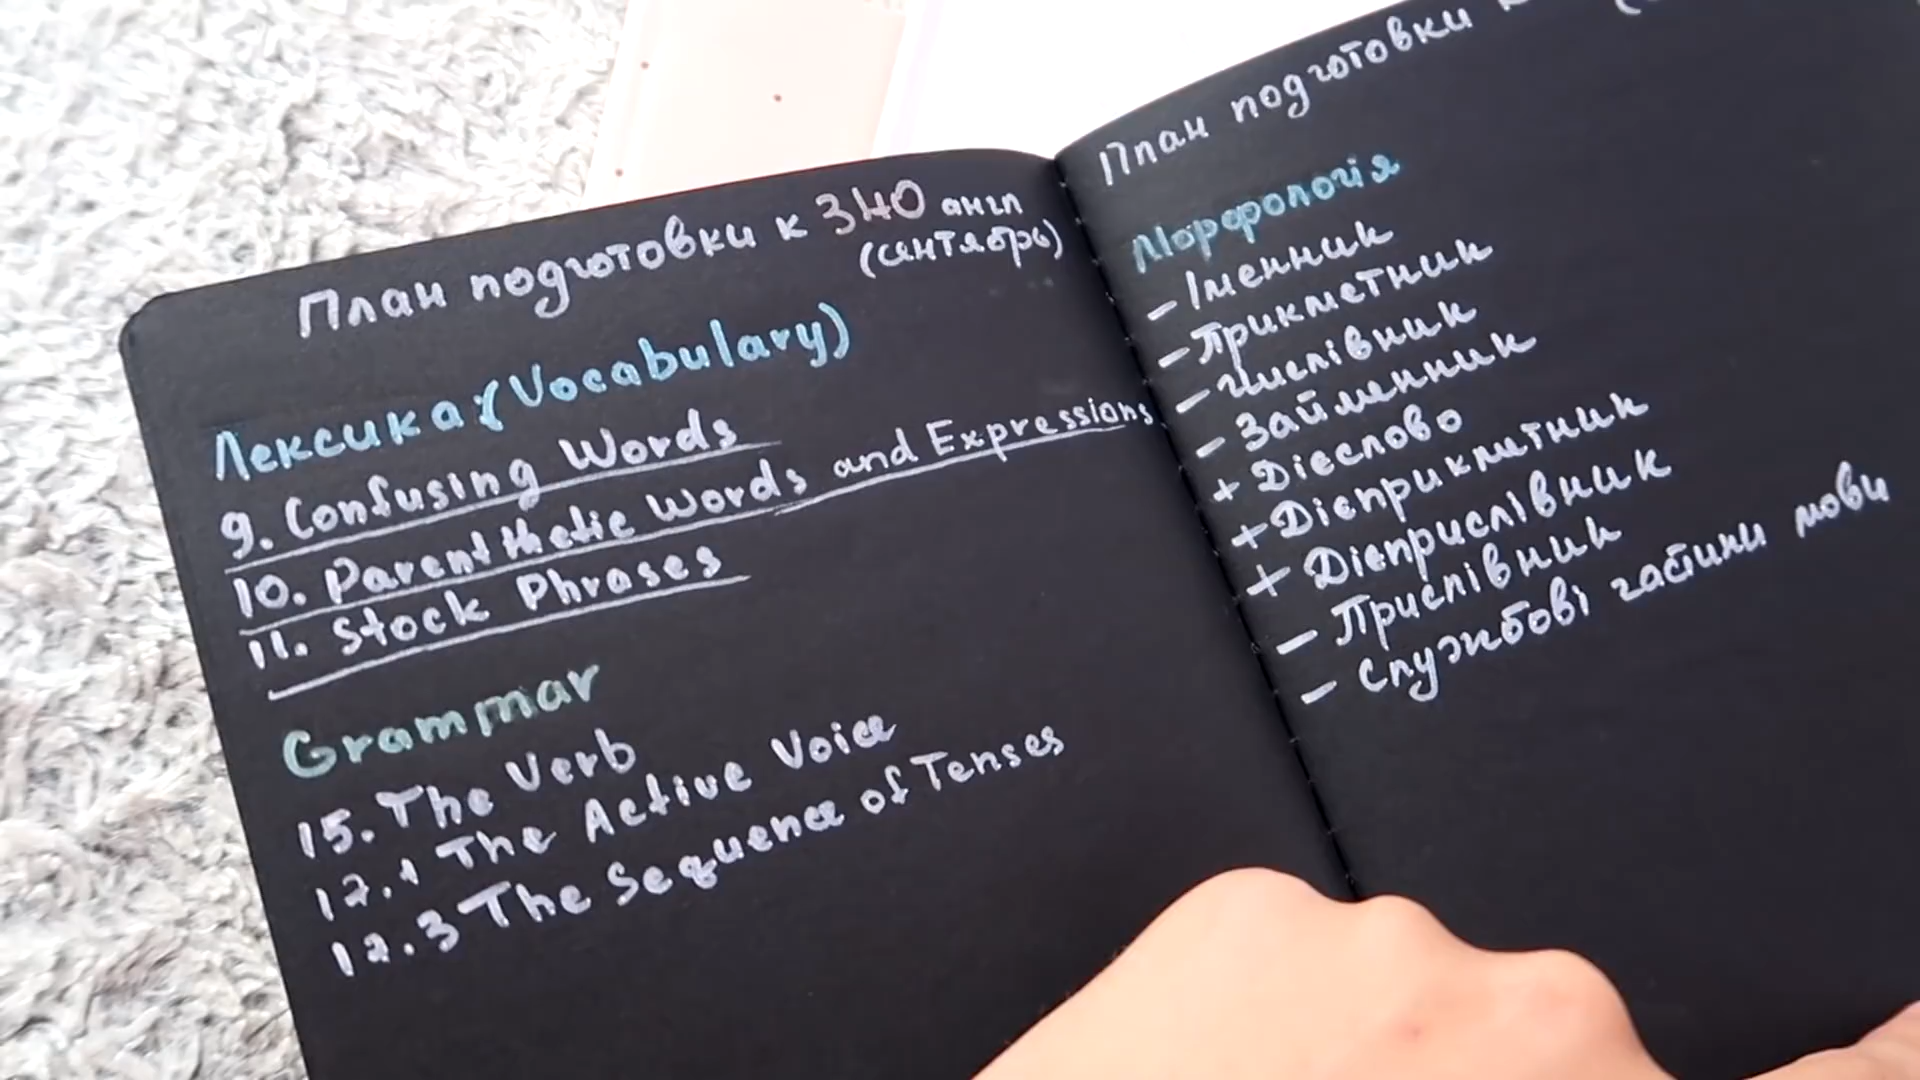 План подготовки к ЗНО англ
(сентябрь)
Лексика: (Vocabulary)
9. Confusing Words
10. Parenthetic Words and Expressions
11. Stock Phrases
Grammar
15. The Verb
12.1 The Active Voice
12.3 The Sequence of Tenses
План подготовки
Морфологія
- Іменник
- Прикметник
- Числівник
- Займенник
+ Дієслово
+ Дієприкметник
+ Дієприслівник
- Прислівник
- Службові частини мови